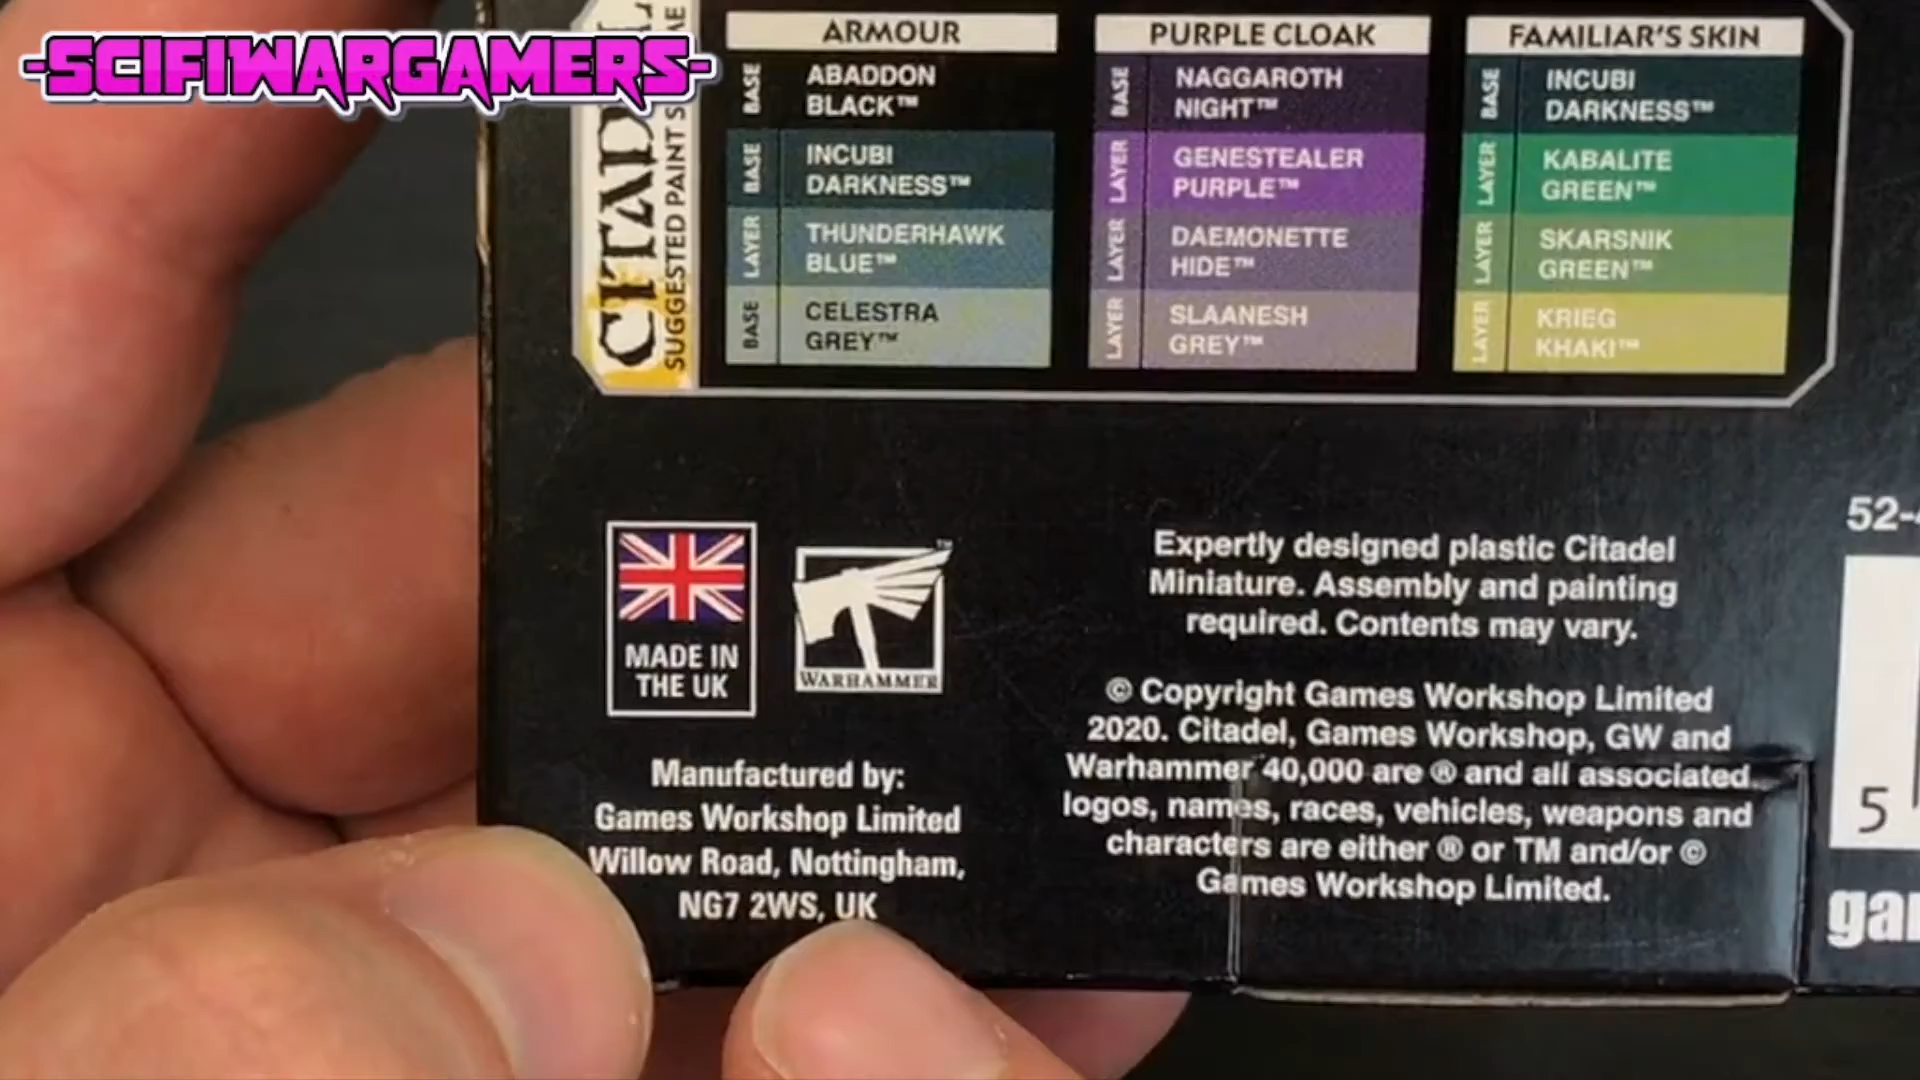 -SCIFIWARGAMERS-
SUGGESTED PAINT
ARMOUR
BASE
ABADDON
BLACK™
BASE
INCUBI
DARKNESS™
LAYER
THUNDERHAWK
BLUE™
BASE
CELESTRA
GREY™
PURPLE CLOAK
BASE
NAGGAROTH
NIGHT™
LAYER
GENESTEALER
PURPLE™
LAYER
DAEMONETTE
HIDE™
LAYER
SLAANESH
GREY™
FAMILIAR'S SKIN
BASE
INCUBI
DARKNESS™
LAYER
KABALITE
GREEN™
LAYER
SKARSNIK
GREEN™
LAYER
KRIEG
KHAKI™
MADE IN
THE UK
WARHAMMER™
Manufactured by:
Games Workshop Limited
Willow Road, Nottingham,
NG7 2WS, UK
Expertly designed plastic Citadel
Miniature. Assembly and painting
required. Contents may vary.
© Copyright Games Workshop Limited
2020. Citadel, Games Workshop, GW and
Warhammer 40,000 are ® and all associated
logos, names, races, vehicles, weapons and
characters are either ® or TM and/or ©
Games Workshop Limited.
52-
5